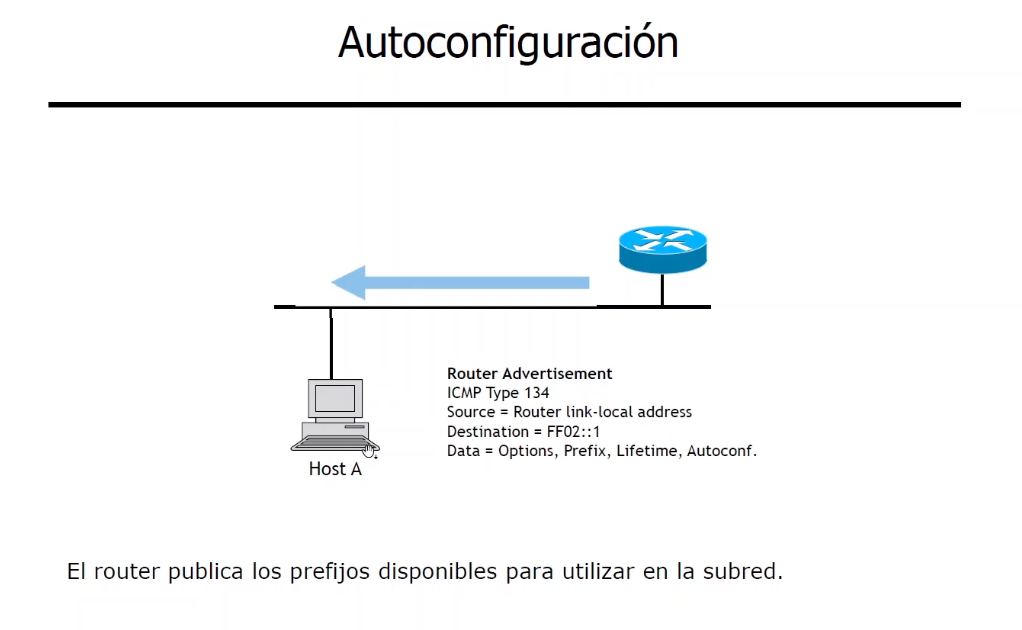 Autoconfiguración
Router Advertisement
ICMP Type 134
Source = Router link-local address
Destination = FF02::1
Data = Options, Prefix, Lifetime, Autoconf.
Host A
El router publica los prefijos disponibles para utilizar en la subred.